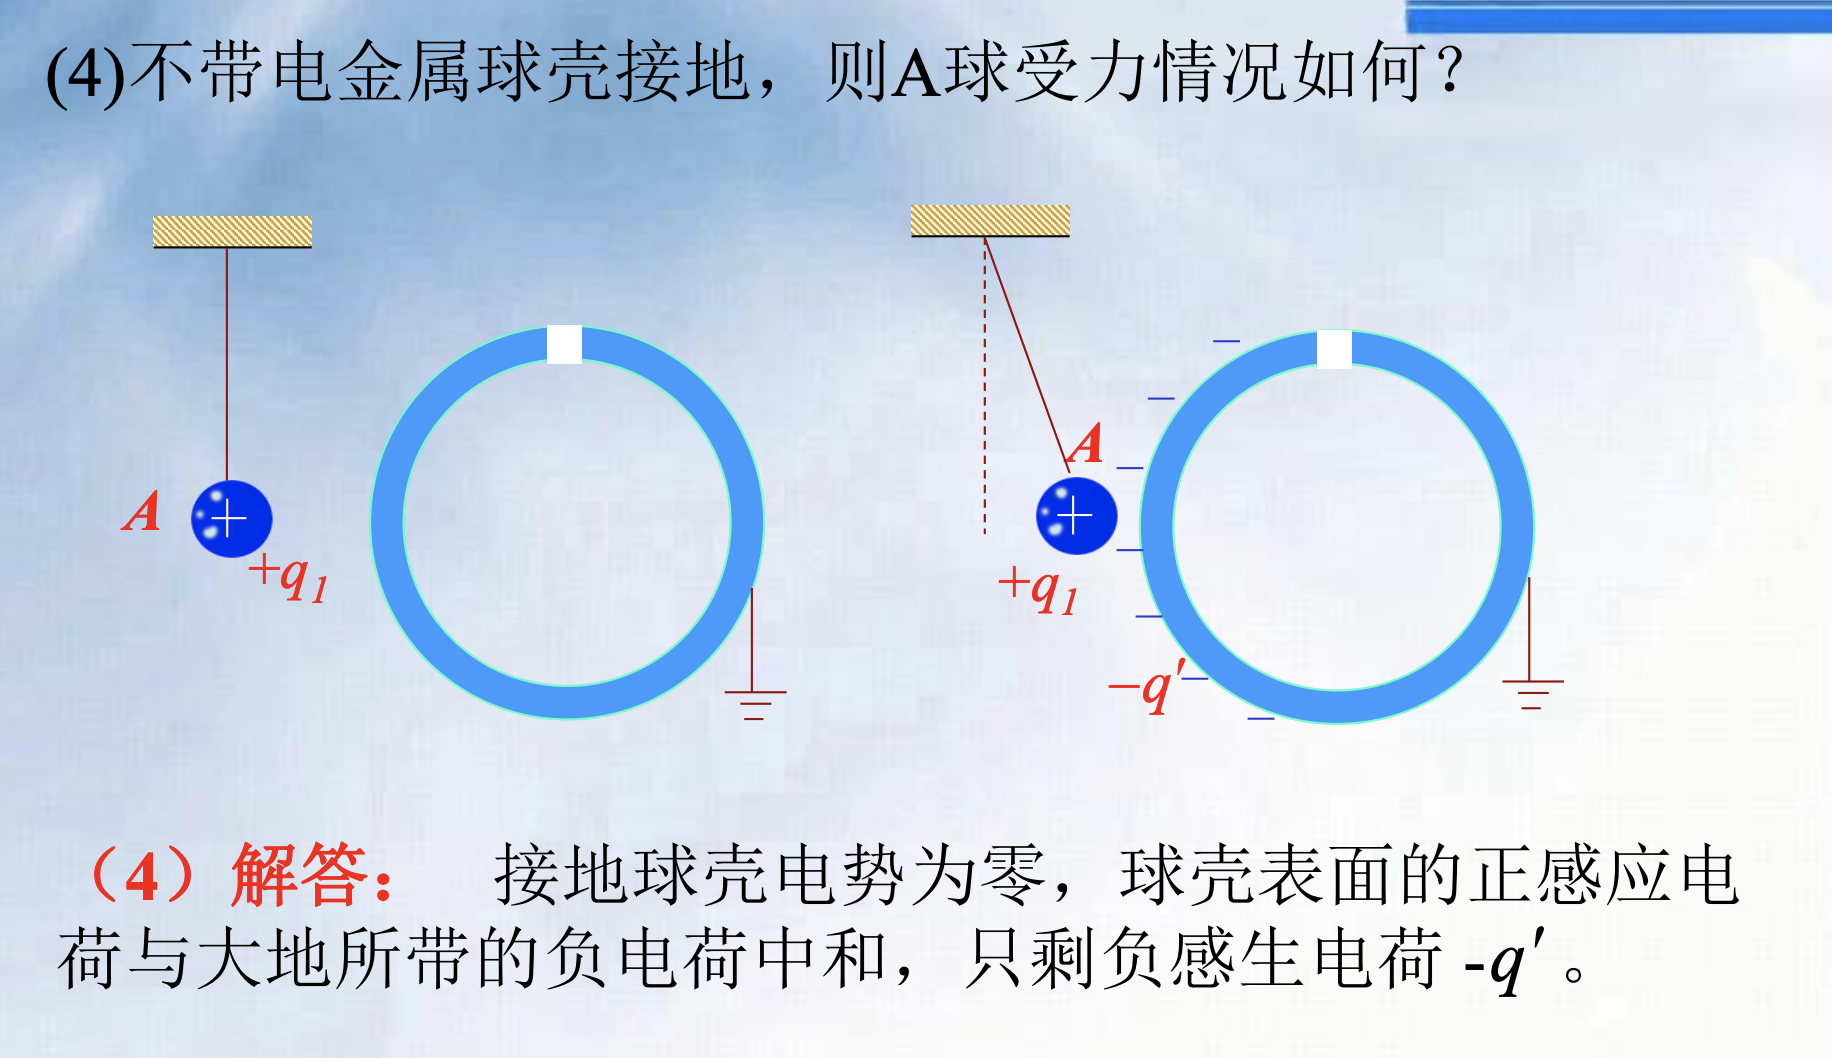 (4)不带电金属球壳接地，则A球受力情况如何？
A
+q₁
A
+q₁
−q′
（4）解答： 接地球壳电势为零，球壳表面的正感应电
荷与大地所带的负电荷中和，只剩负感生电荷 -q′。